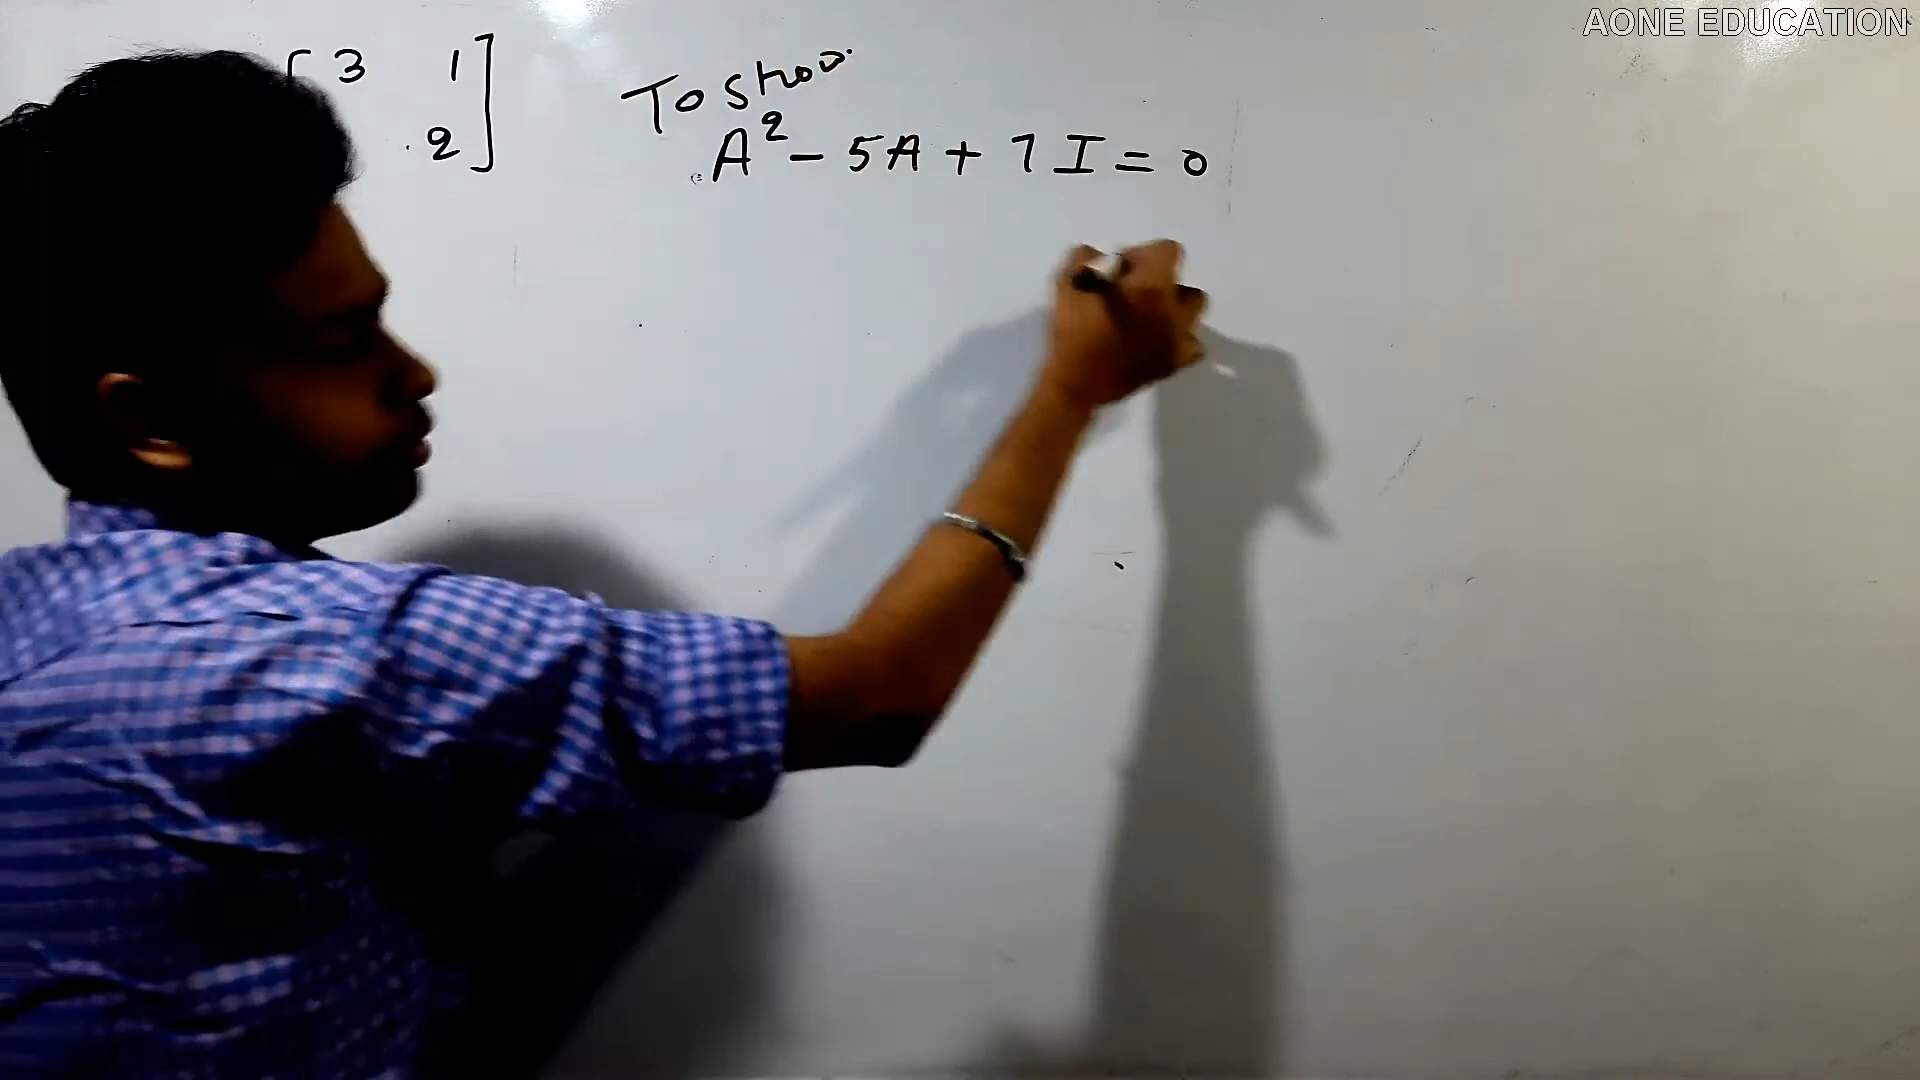 AONE EDUCATION
[ 3 1 ]
2
To show
A² - 5A + 7I = 0